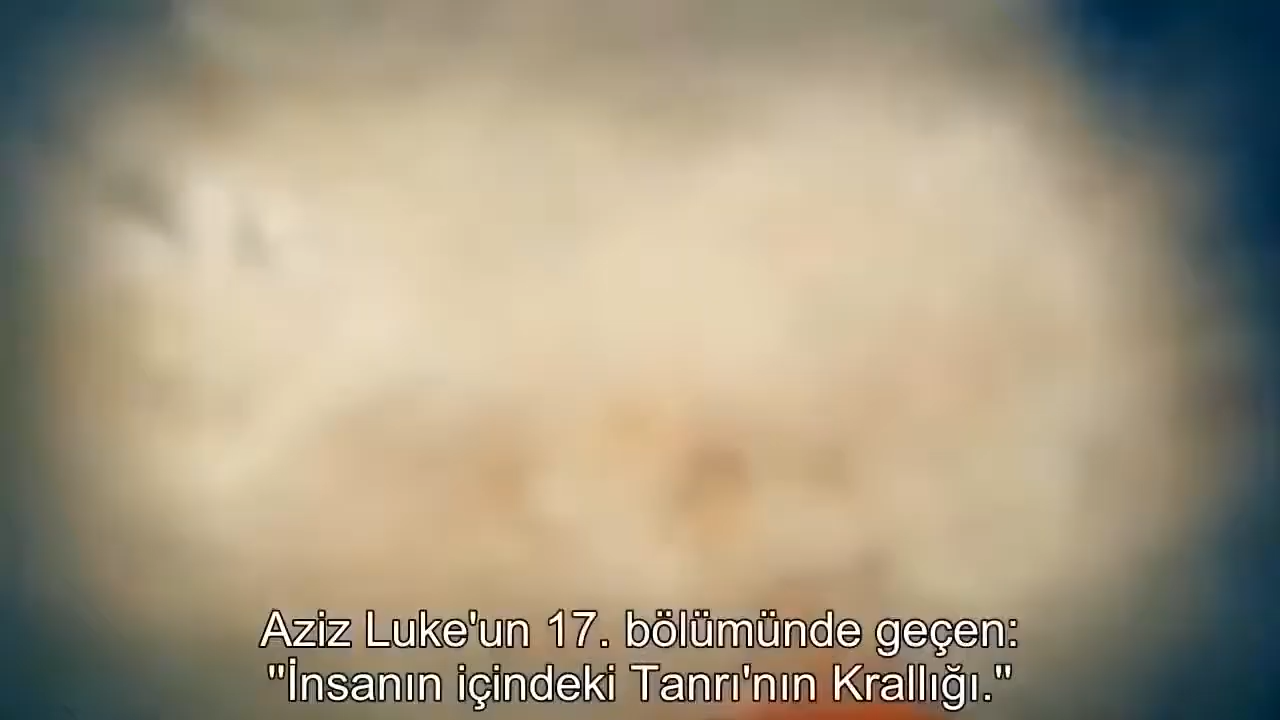 Aziz Luke'un 17. bölümünde geçen:
"İnsanın içindeki Tanrı'nın Krallığı."